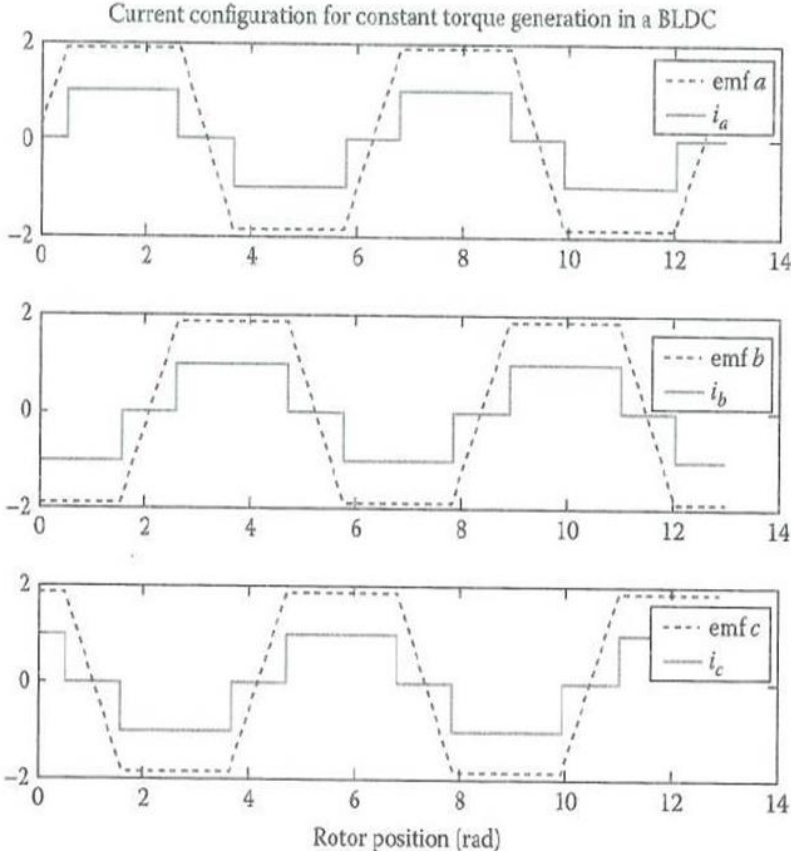 Current configuration for constant torque generation in a BLDC
2
0
−2
emf a
i_a
0 2 4 6 8 10 12 14
2
0
−2
emf b
i_b
0 2 4 6 8 10 12 14
2
0
−2
emf c
i_c
0 2 4 6 8 10 12 14
Rotor position (rad)